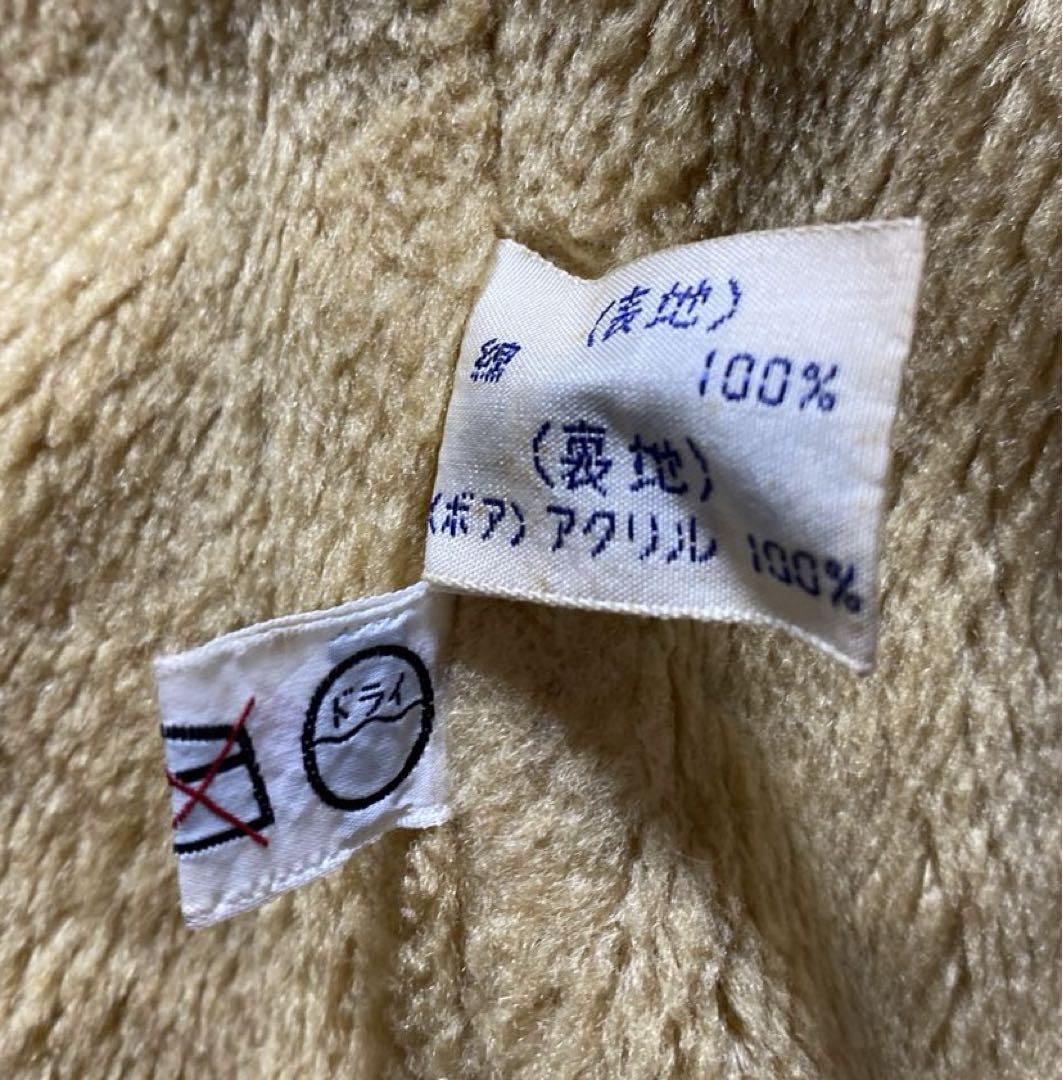 (表地)
綿 100%
(裏地)
(ボア) アクリル 100%
ドライ